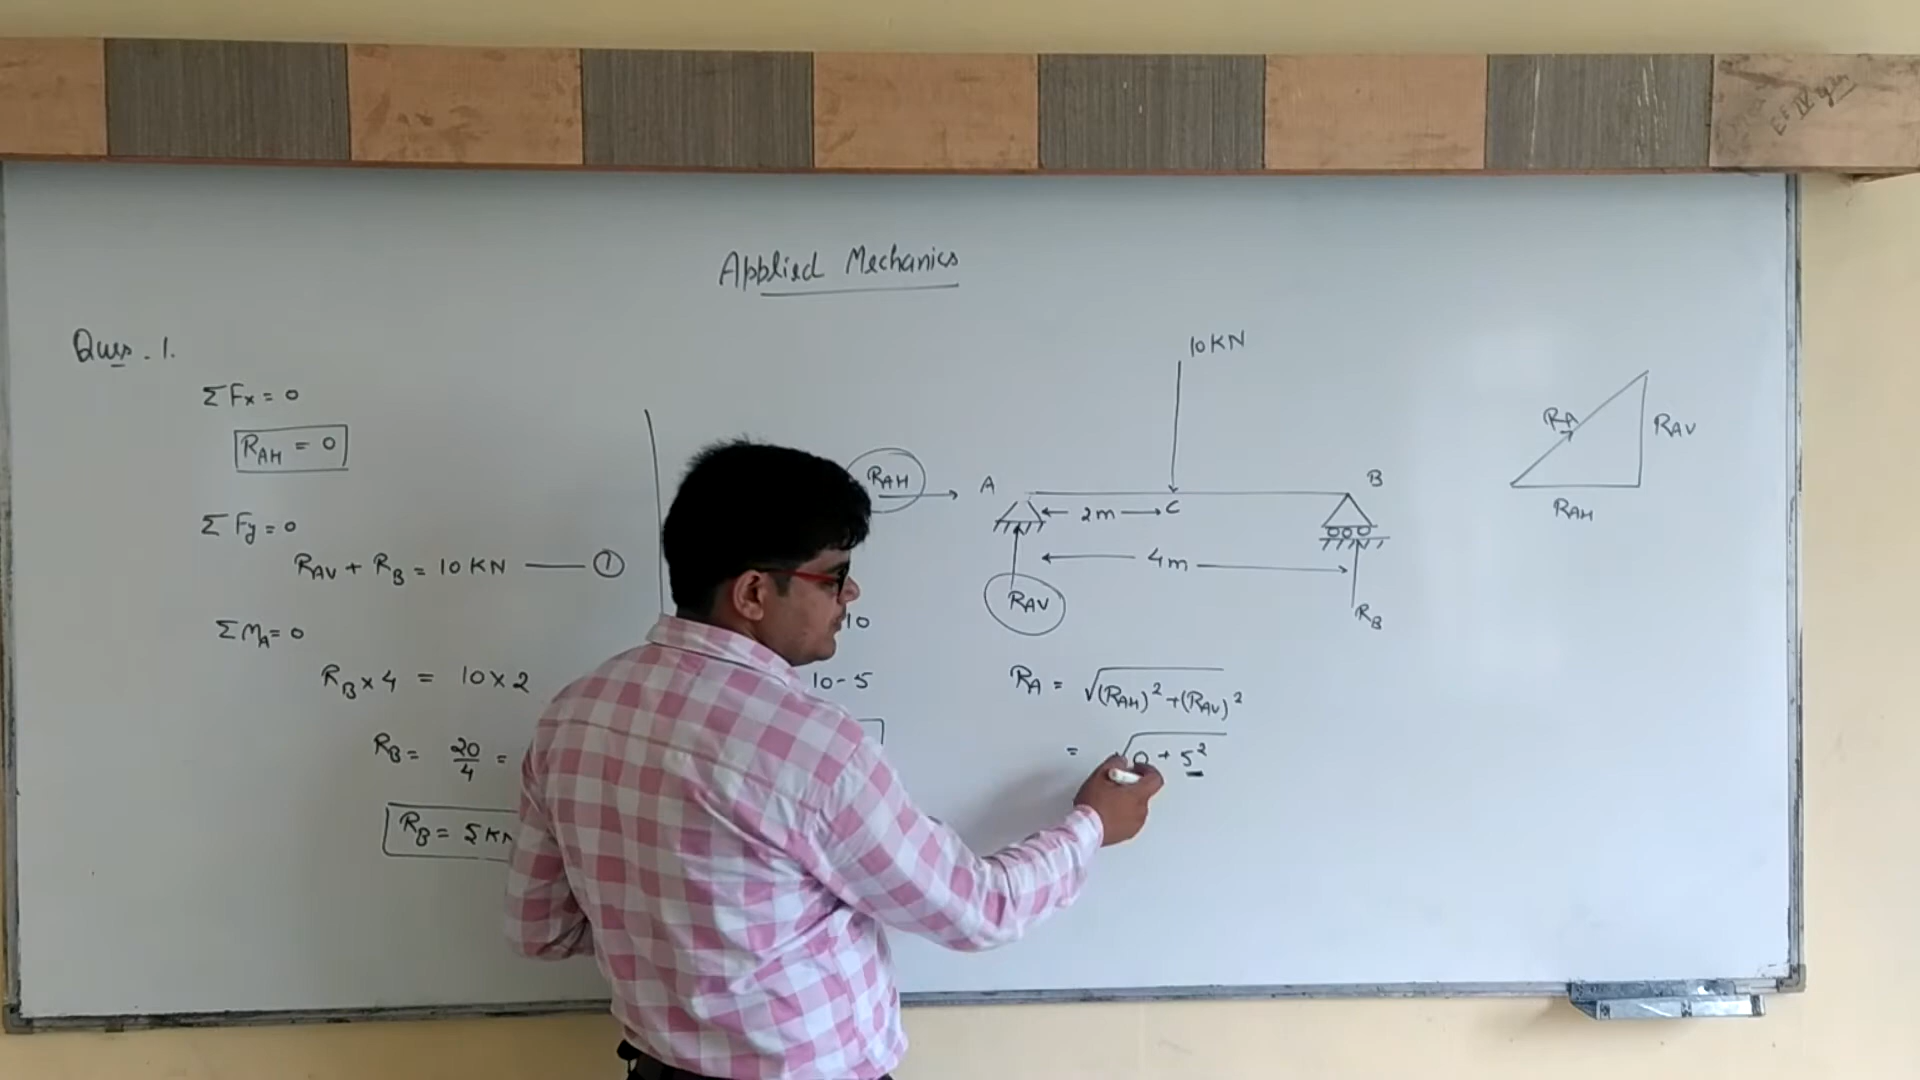 Applied Mechanics
Ques. 1.
ΣFx = 0
RAH = 0
ΣFy = 0
RAV + RB = 10 KN —— ①
ΣMA = 0
RB × 4 = 10 × 2
RB = 20/4 =
RB = 5 KN
10
10 - 5
10KN
RAH
A
B
2m
C
4m
RAV
RB
RA = √(RAH)² + (RAV)²
= √0 + 5²
RA
RAV
RAH